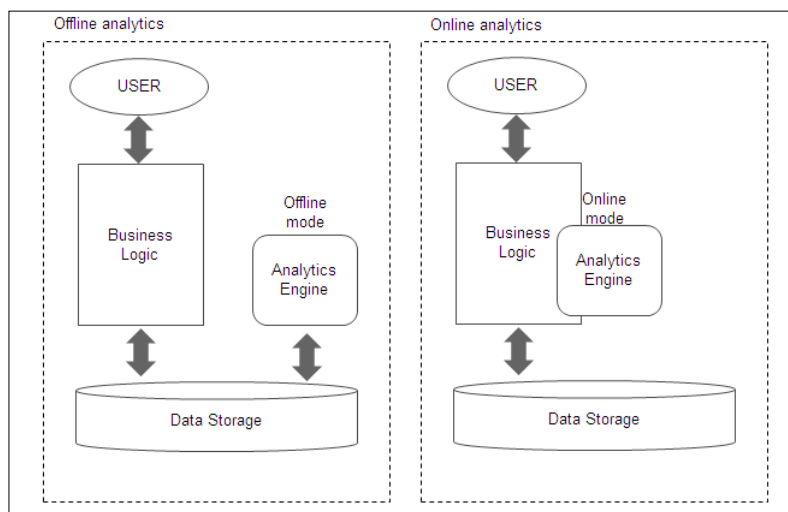 Offline analytics
USER
Business
Logic
Offline
mode
Analytics
Engine
Data Storage
Online analytics
USER
Business
Logic
Online
mode
Analytics
Engine
Data Storage